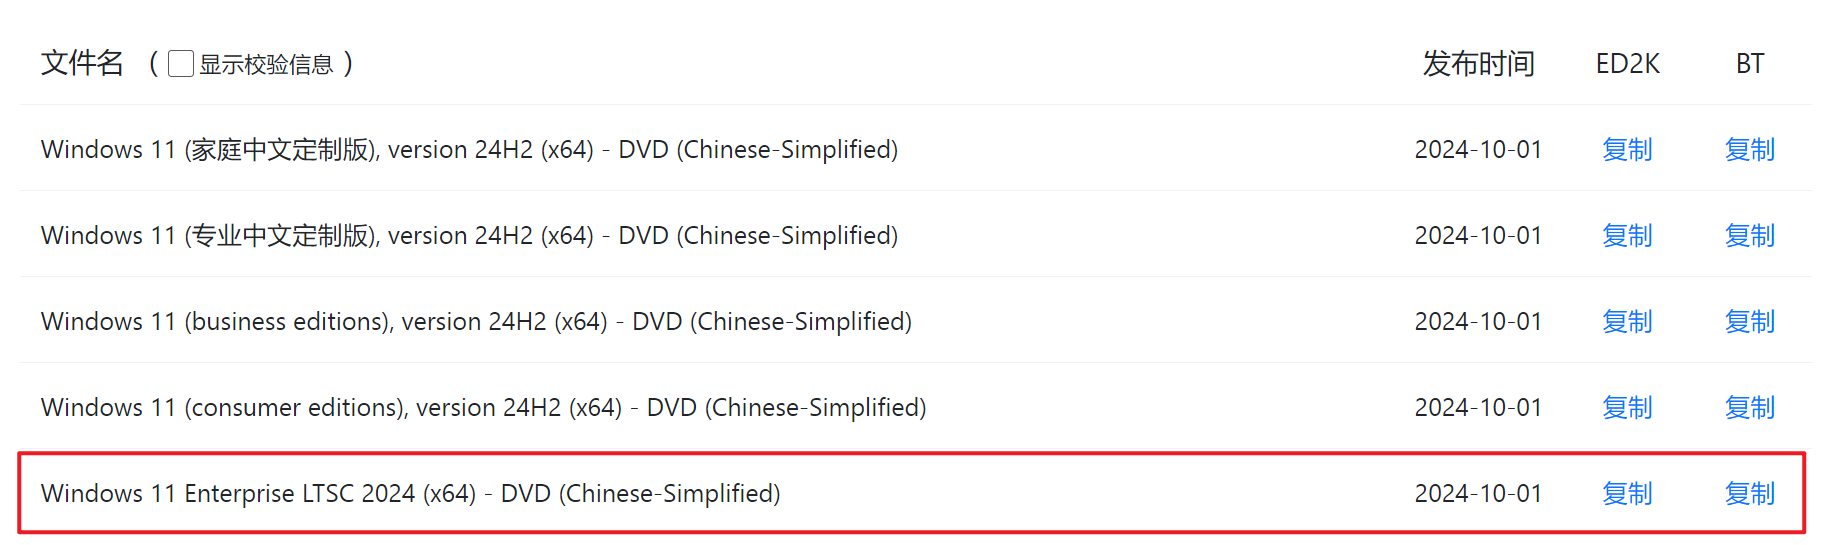 文件名 （ 显示校验信息 ） 发布时间 ED2K BT
Windows 11 (家庭中文定制版), version 24H2 (x64) - DVD (Chinese-Simplified) 2024-10-01 复制 复制
Windows 11 (专业中文定制版), version 24H2 (x64) - DVD (Chinese-Simplified) 2024-10-01 复制 复制
Windows 11 (business editions), version 24H2 (x64) - DVD (Chinese-Simplified) 2024-10-01 复制 复制
Windows 11 (consumer editions), version 24H2 (x64) - DVD (Chinese-Simplified) 2024-10-01 复制 复制
Windows 11 Enterprise LTSC 2024 (x64) - DVD (Chinese-Simplified) 2024-10-01 复制 复制